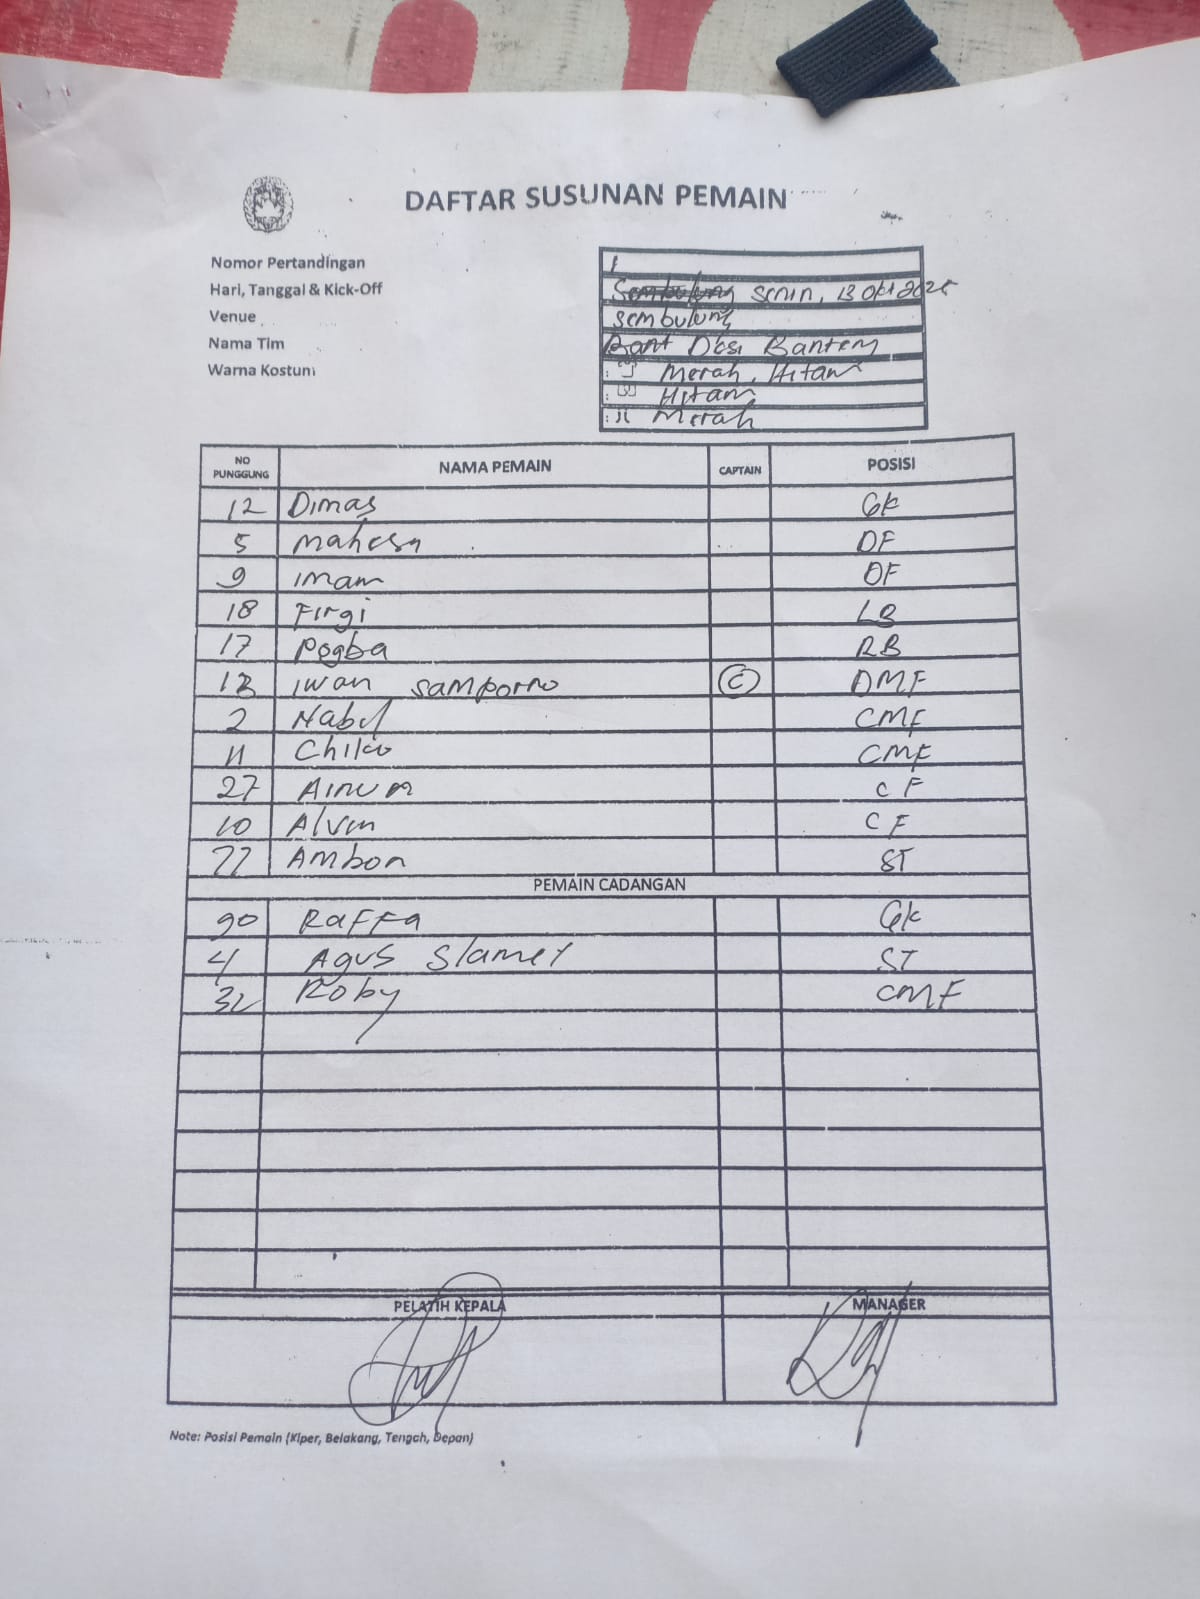 DAFTAR SUSUNAN PEMAIN
Nomor Pertandingan
1
Hari, Tanggal & Kick-Off
Sembulung Senin, 13 Okt 2025
Venue
Sembulung
Nama Tim
Desi Banteng
Warna Kostum
: Merah, Hitam
: Hitam
: Merah
NO PUNGGUNG NAMA PEMAIN CAPTAIN POSISI
12 Dimas GK
5 Mahesa DF
9 Imam DF
18 Firgi LB
17 Pogba RB
13 Iwan Samporno C DMF
2 Nabil CMF
11 Chiko CMF
27 Ainun CF
10 Alvin CF
77 Ambon ST
PEMAIN CADANGAN
90 Raffa GK
4 Agus Slamet ST
32 Roby CMF
PELATIH KEPALA MANAGER
Note: Posisi Pemain (Kiper, Belakang, Tengah, Depan)